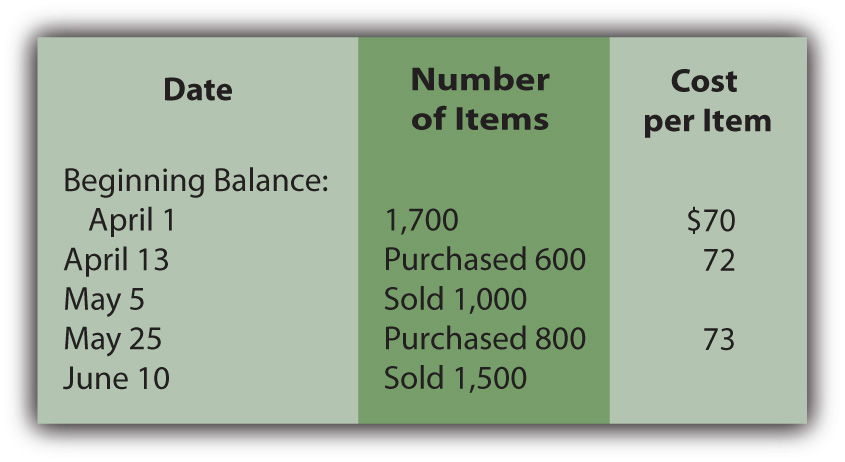 Date Number of Items Cost per Item
Beginning Balance:
April 1 1,700 $70
April 13 Purchased 600 72
May 5 Sold 1,000
May 25 Purchased 800 73
June 10 Sold 1,500